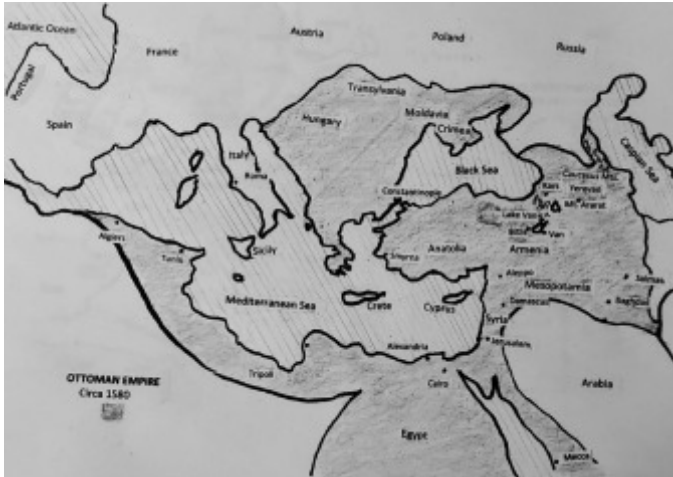 Atlantic Ocean
France
Austria
Poland
Russia
Portugal
Spain
Transylvania
Moldavia
Hungary
Crimea
Caspian Sea
Italy
Roma
Black Sea
Caucasus Mts.
Kars
Yerevan
Mt. Ararat
Constantinople
Lake Van
Van
Bitlis
Algiers
Tunis
Sicily
Smyrna
Anatolia
Armenia
Aleppo
Mesopotamia
Salmas
Baghdad
Mediterranean Sea
Crete
Cyprus
Damascus
Syria
Jerusalem
Alexandria
Tripoli
Cairo
Arabia
OTTOMAN EMPIRE
Circa 1580
Egypt
Mecca